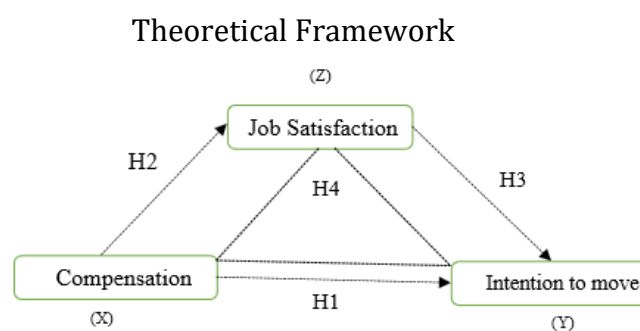 Theoretical Framework
(Z)
Job Satisfaction
H2
H4
H3
Compensation
H1
Intention to move
(X)
(Y)